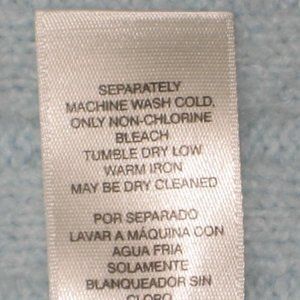 SEPARATELY
MACHINE WASH COLD,
ONLY NON-CHLORINE
BLEACH
TUMBLE DRY LOW
WARM IRON
MAY BE DRY CLEANED
POR SEPARADO
LAVAR A MÁQUINA CON
AGUA FRIA
SOLAMENTE
BLANQUEADOR SIN
CLORO